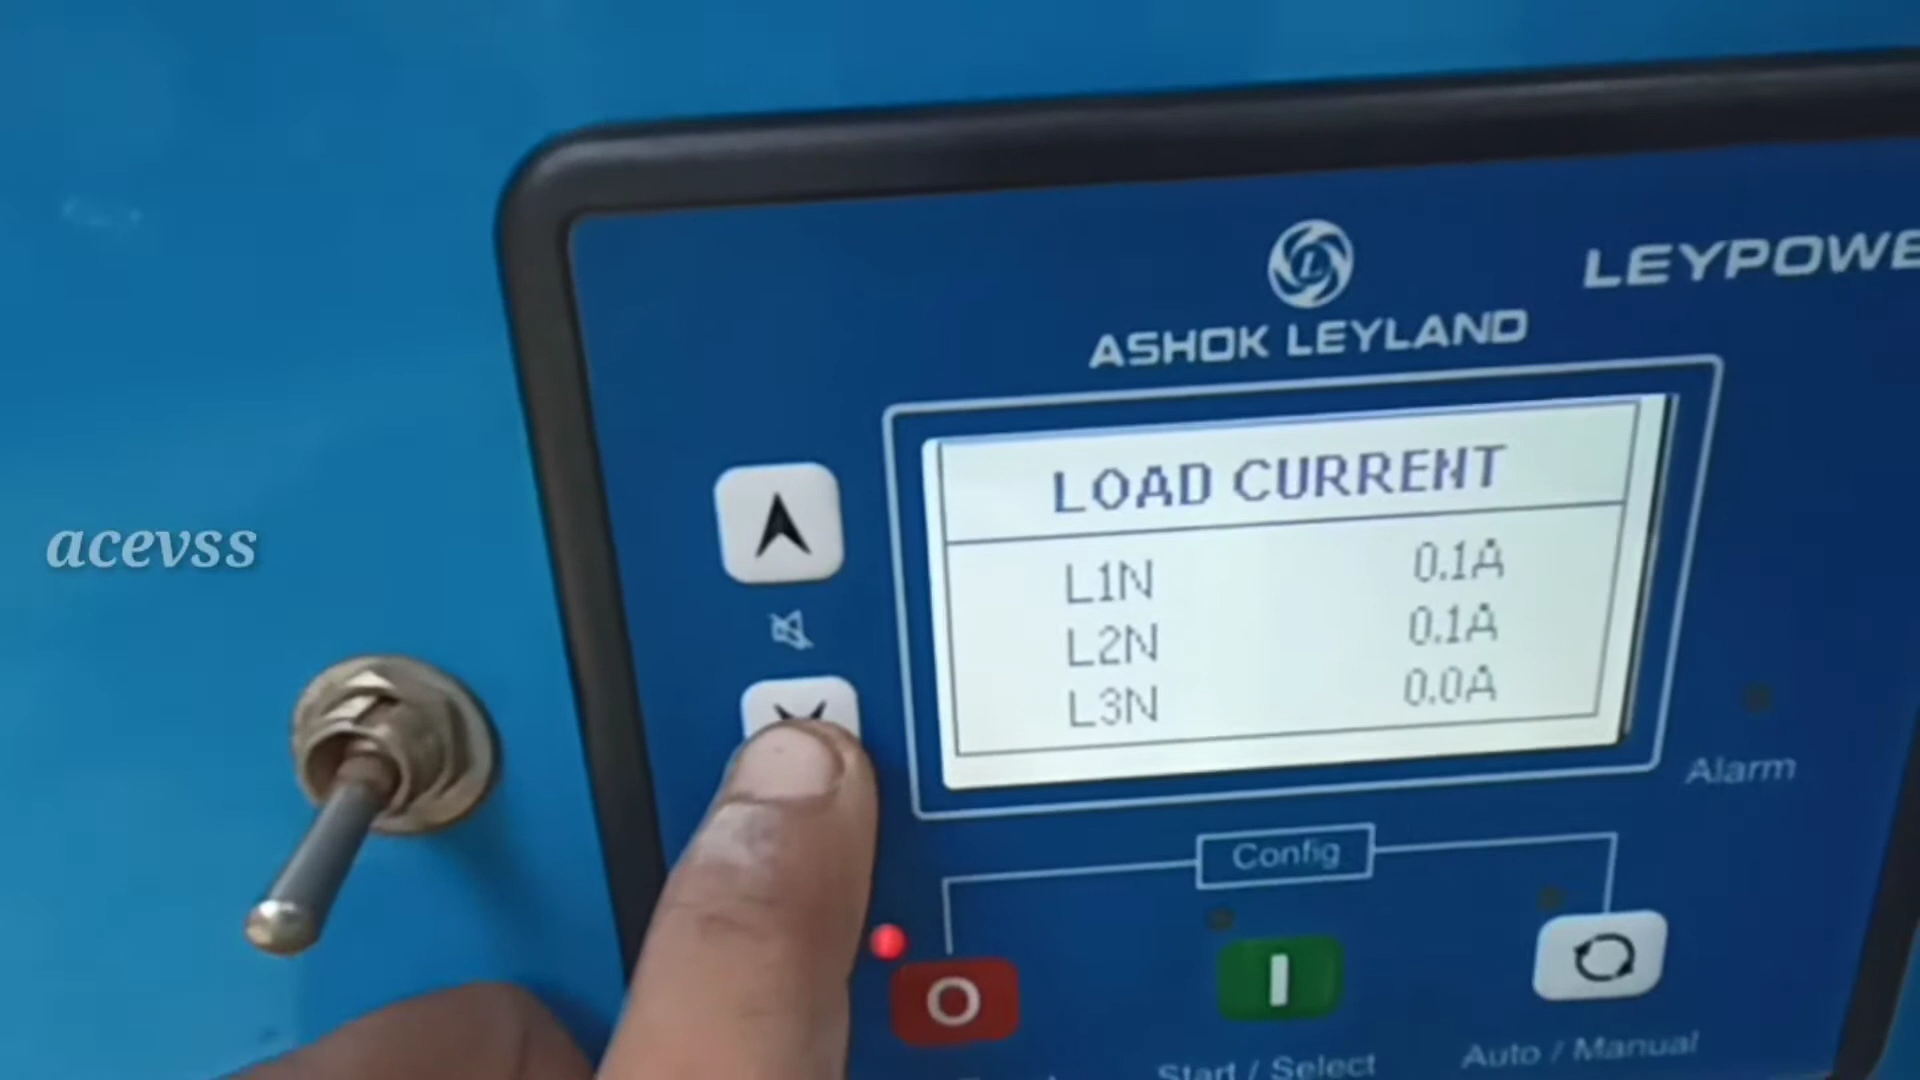 LEYPOWE
ASHOK LEYLAND
LOAD CURRENT
L1N 0.1A
L2N 0.1A
L3N 0.0A
acevss
Alarm
Config
Start / Select
Auto / Manual